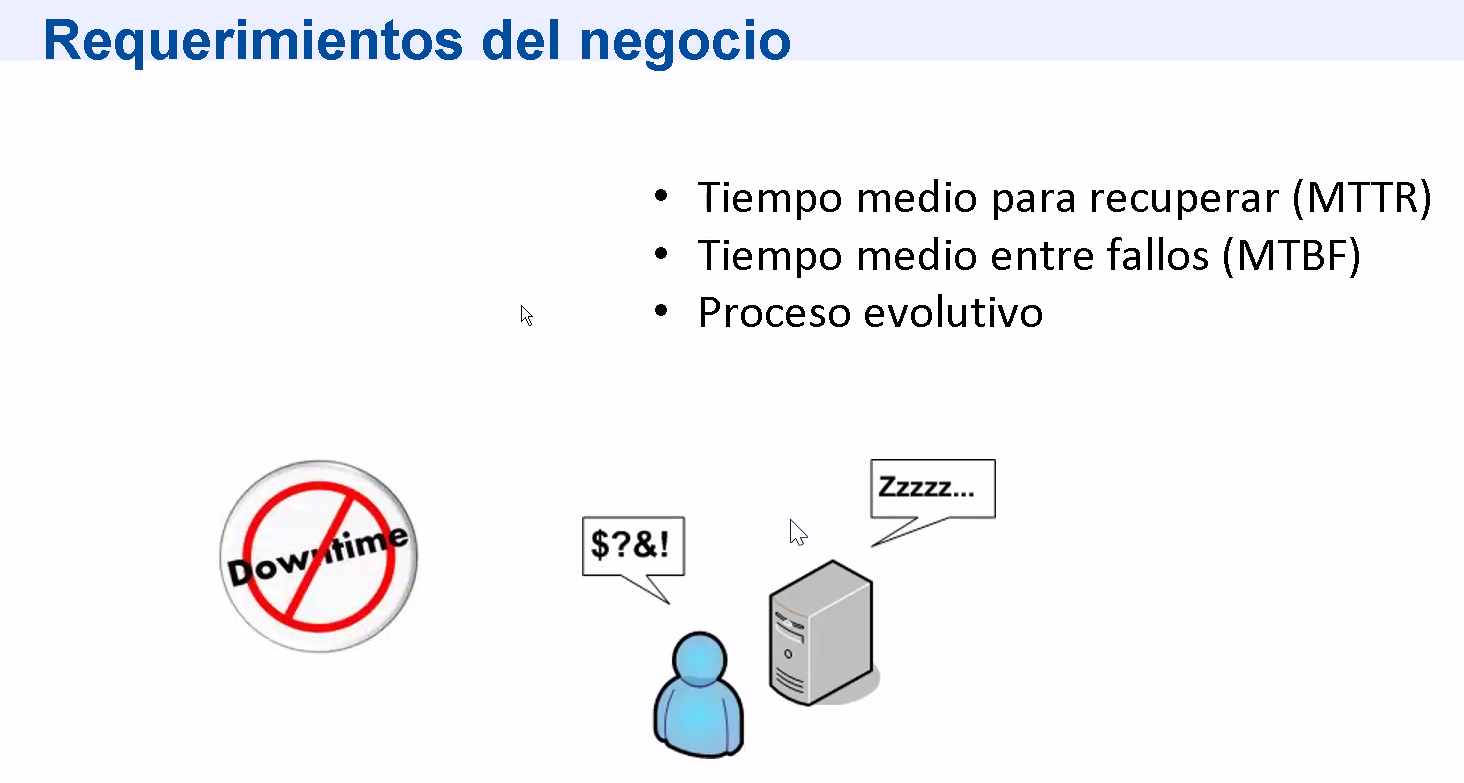 Requerimientos del negocio
• Tiempo medio para recuperar (MTTR)
• Tiempo medio entre fallos (MTBF)
• Proceso evolutivo
Zzzzz...
$?&!
Downtime